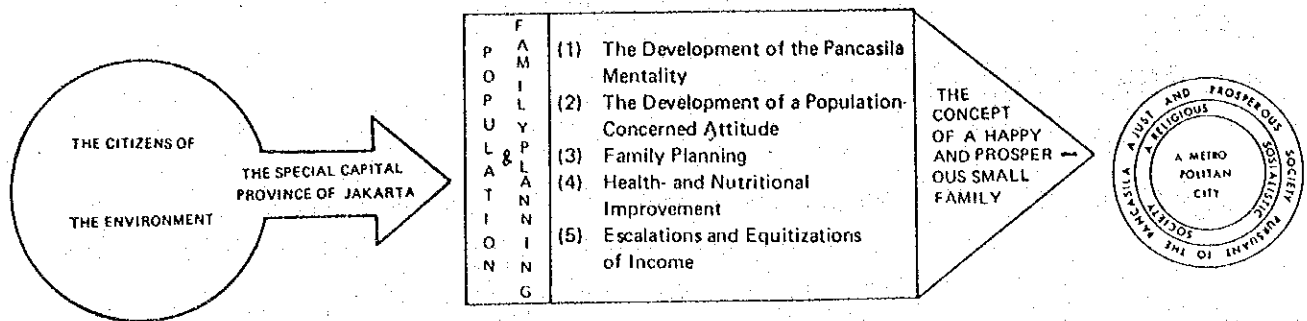 THE CITIZENS OF
THE ENVIRONMENT
THE SPECIAL CAPITAL
PROVINCE OF JAKARTA
POPULATION
&
FAMILY PLANNING
(1) The Development of the Pancasila
Mentality
(2) The Development of a Population-
Concerned Attitude
(3) Family Planning
(4) Health- and Nutritional
Improvement
(5) Escalations and Equitizations
of Income
THE
CONCEPT
OF A HAPPY
AND PROSPER –
OUS SMALL
FAMILY
A JUST AND PROSPEROUS SOCIETY PURSUANT TO THE PANCASILA
A RELIGIOUS SOSIALISTIC SOCIETY
A METRO
POLITAN
CITY